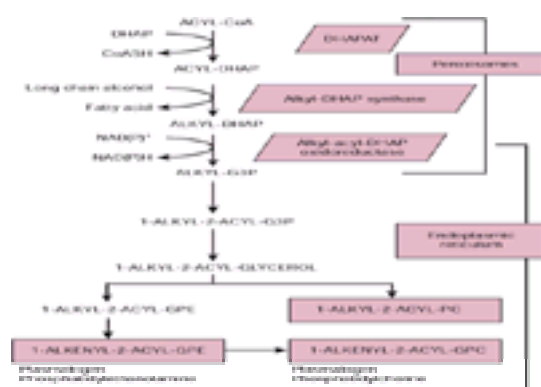 ACYL-CoA
DHAP
CoASH
DHAPAT
ACYL-DHAP
Peroxisomes
Long chain alcohol
Fatty acid
Alkyl-DHAP synthase
ALKYL-DHAP
Alkyl-acyl-DHAP
oxidoreductase
ALKYL-G3P
1-ALKYL-2-ACYL-G3P
Endoplasmic
reticulum
1-ALKYL-2-ACYL-GLYCEROL
1-ALKYL-2-ACYL-GPE
1-ALKYL-2-ACYL-PC
1-ALKENYL-2-ACYL-GPE
1-ALKENYL-2-ACYL-GPC
Plasmalogen
Phosphatidylethanolamine
Plasmalogen
Phosphatidylcholine